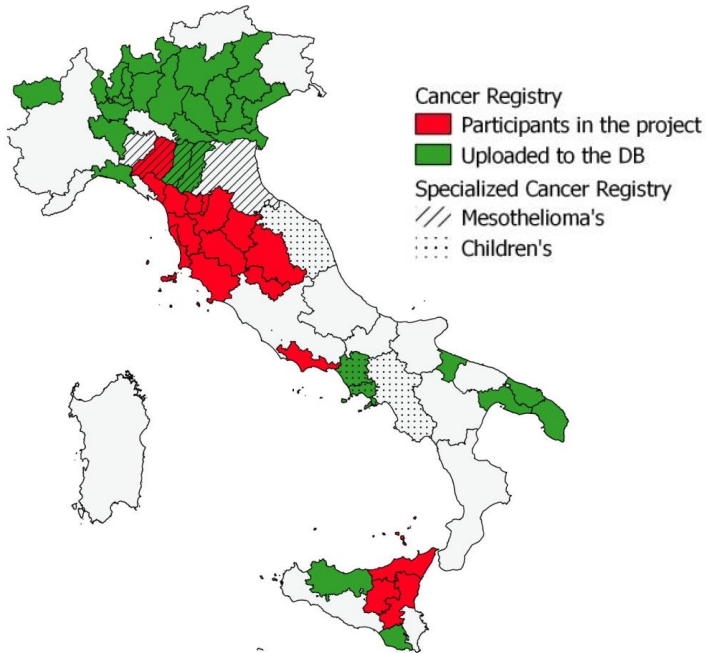 Cancer Registry
Participants in the project
Uploaded to the DB
Specialized Cancer Registry
Mesothelioma's
Children's